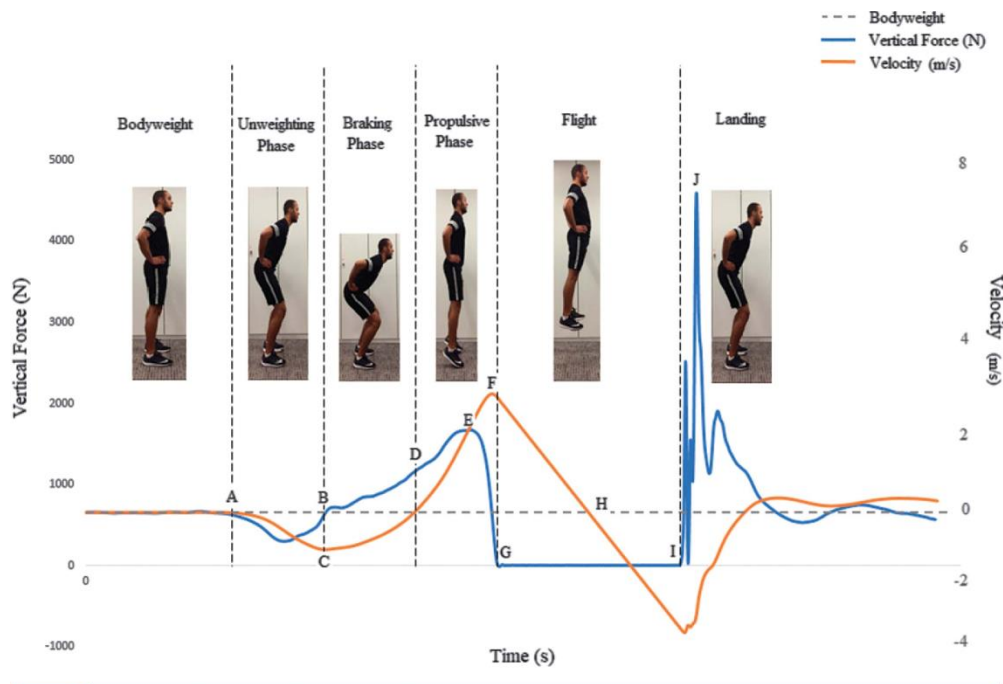 Bodyweight
Vertical Force (N)
Velocity (m/s)
Bodyweight
Unweighting
Phase
Braking
Phase
Propulsive
Phase
Flight
Landing
5000
4000
3000
2000
1000
0
-1000
0
Vertical Force (N)
A
B
C
D
E
F
G
H
I
J
8
6
4
2
0
-2
-4
Velocity (m/s)
Time (s)